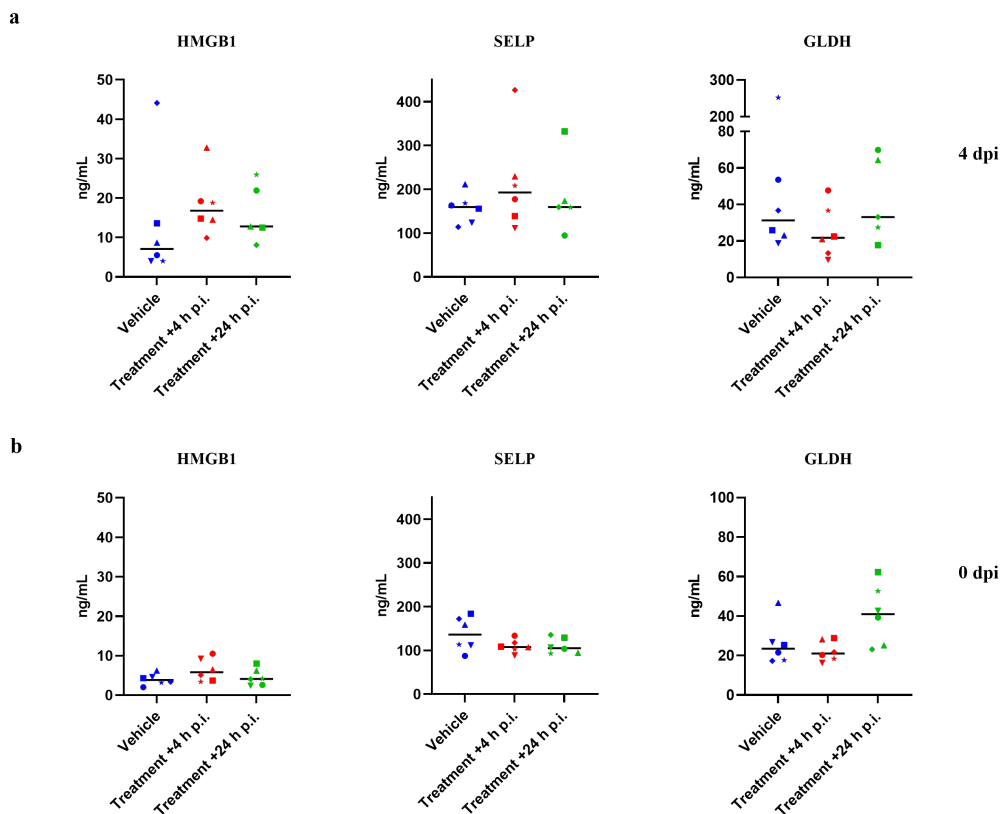 a
HMGB1
SELP
GLDH
50
40
30
20
10
0
ng/mL
Vehicle
Treatment +4 h p.i.
Treatment +24 h p.i.
400
300
200
100
0
ng/mL
Vehicle
Treatment +4 h p.i.
Treatment +24 h p.i.
300
200
80
60
40
20
0
ng/mL
Vehicle
Treatment +4 h p.i.
Treatment +24 h p.i.
4 dpi
b
HMGB1
SELP
GLDH
50
40
30
20
10
0
ng/mL
Vehicle
Treatment +4 h p.i.
Treatment +24 h p.i.
400
300
200
100
0
ng/mL
Vehicle
Treatment +4 h p.i.
Treatment +24 h p.i.
100
80
60
40
20
0
ng/mL
Vehicle
Treatment +4 h p.i.
Treatment +24 h p.i.
0 dpi